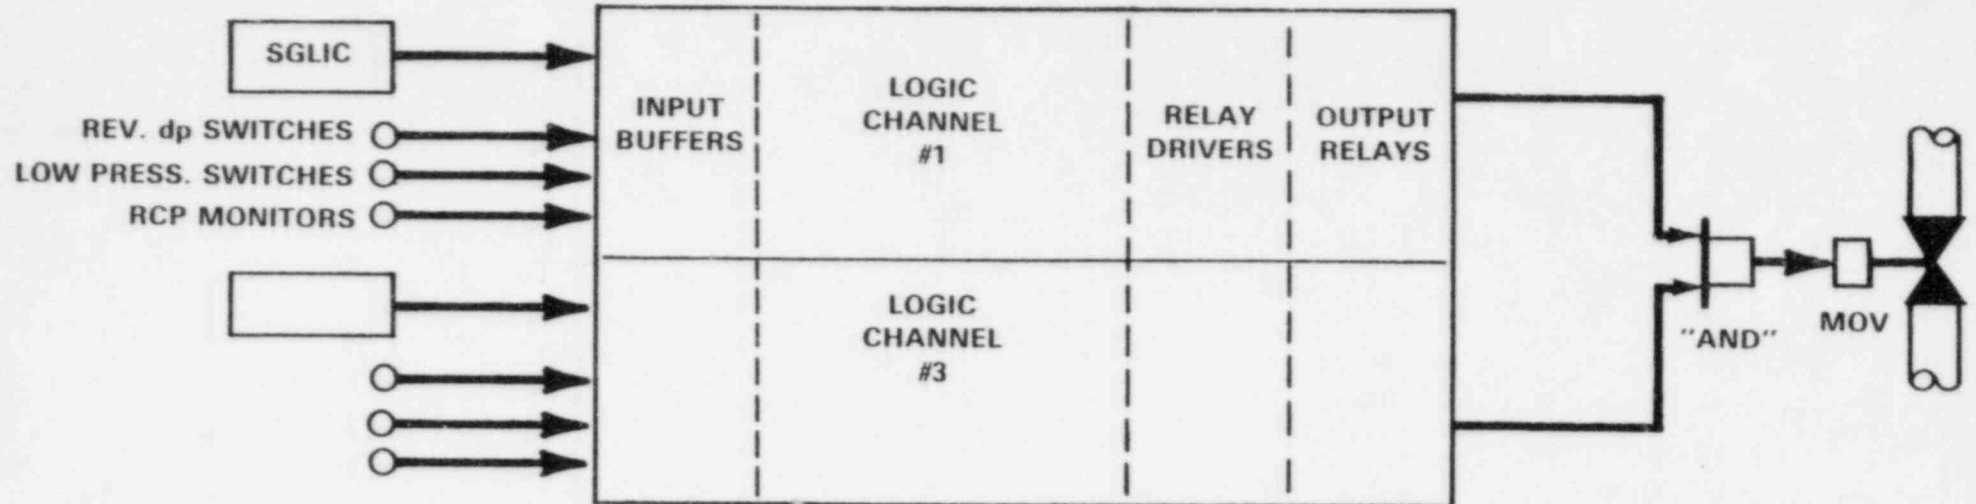 SGLIC
REV. dp SWITCHES
LOW PRESS. SWITCHES
RCP MONITORS
INPUT
BUFFERS
LOGIC
CHANNEL
#1
RELAY
DRIVERS
OUTPUT
RELAYS
LOGIC
CHANNEL
#3
"AND"
MOV